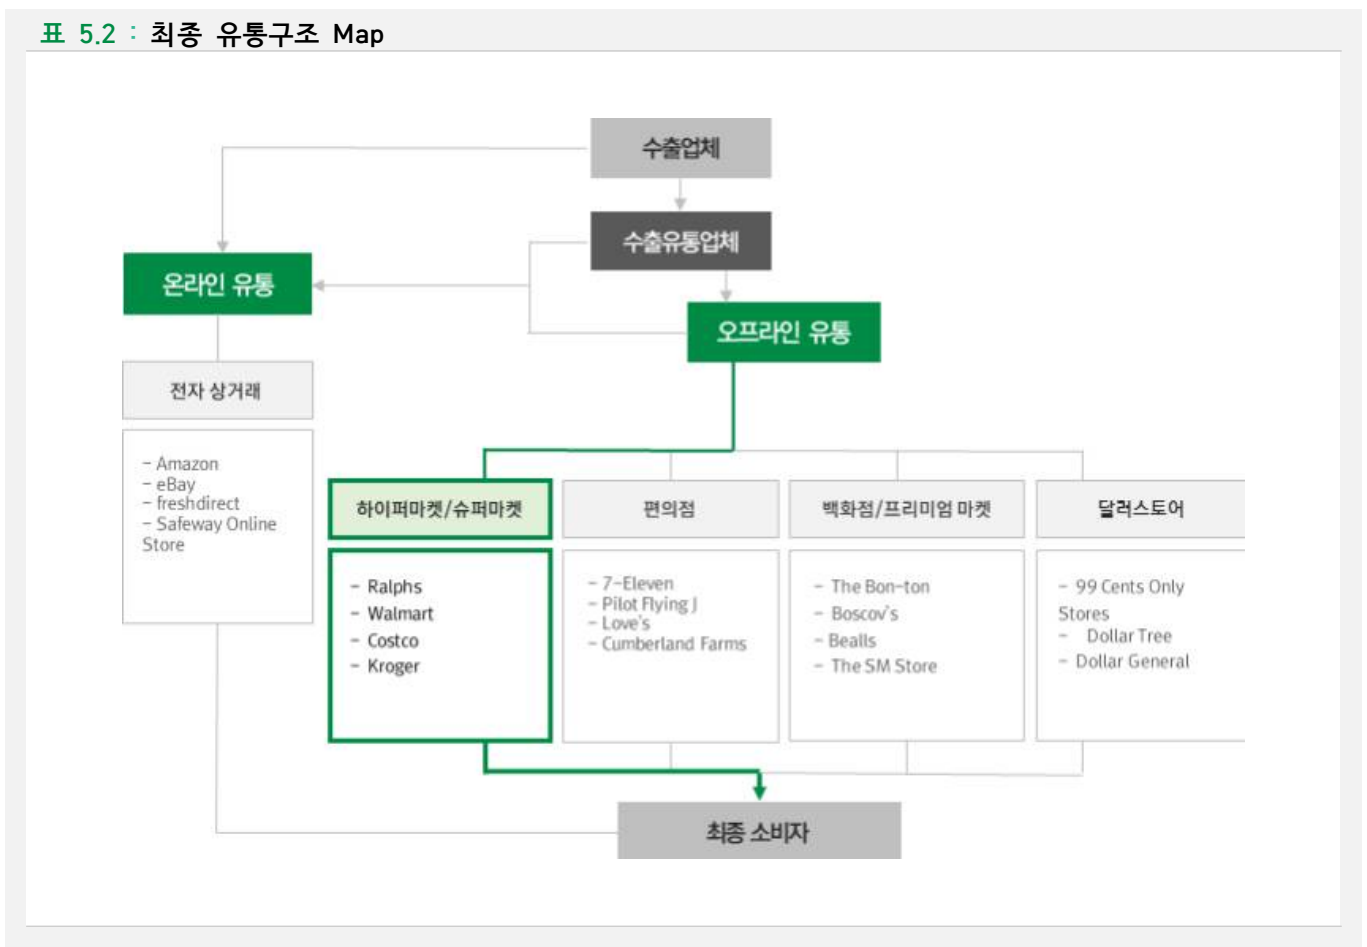 표 5.2 : 최종 유통구조 Map
수출업체
수출유통업체
온라인 유통
오프라인 유통
전자 상거래
- Amazon
- eBay
- freshdirect
- Safeway Online
Store
하이퍼마켓/슈퍼마켓
- Ralphs
- Walmart
- Costco
- Kroger
편의점
- 7-Eleven
- Pilot Flying J
- Love's
- Cumberland Farms
백화점/프리미엄 마켓
- The Bon-ton
- Boscov's
- Bealls
- The SM Store
달러스토어
- 99 Cents Only
Stores
- Dollar Tree
- Dollar General
최종 소비자